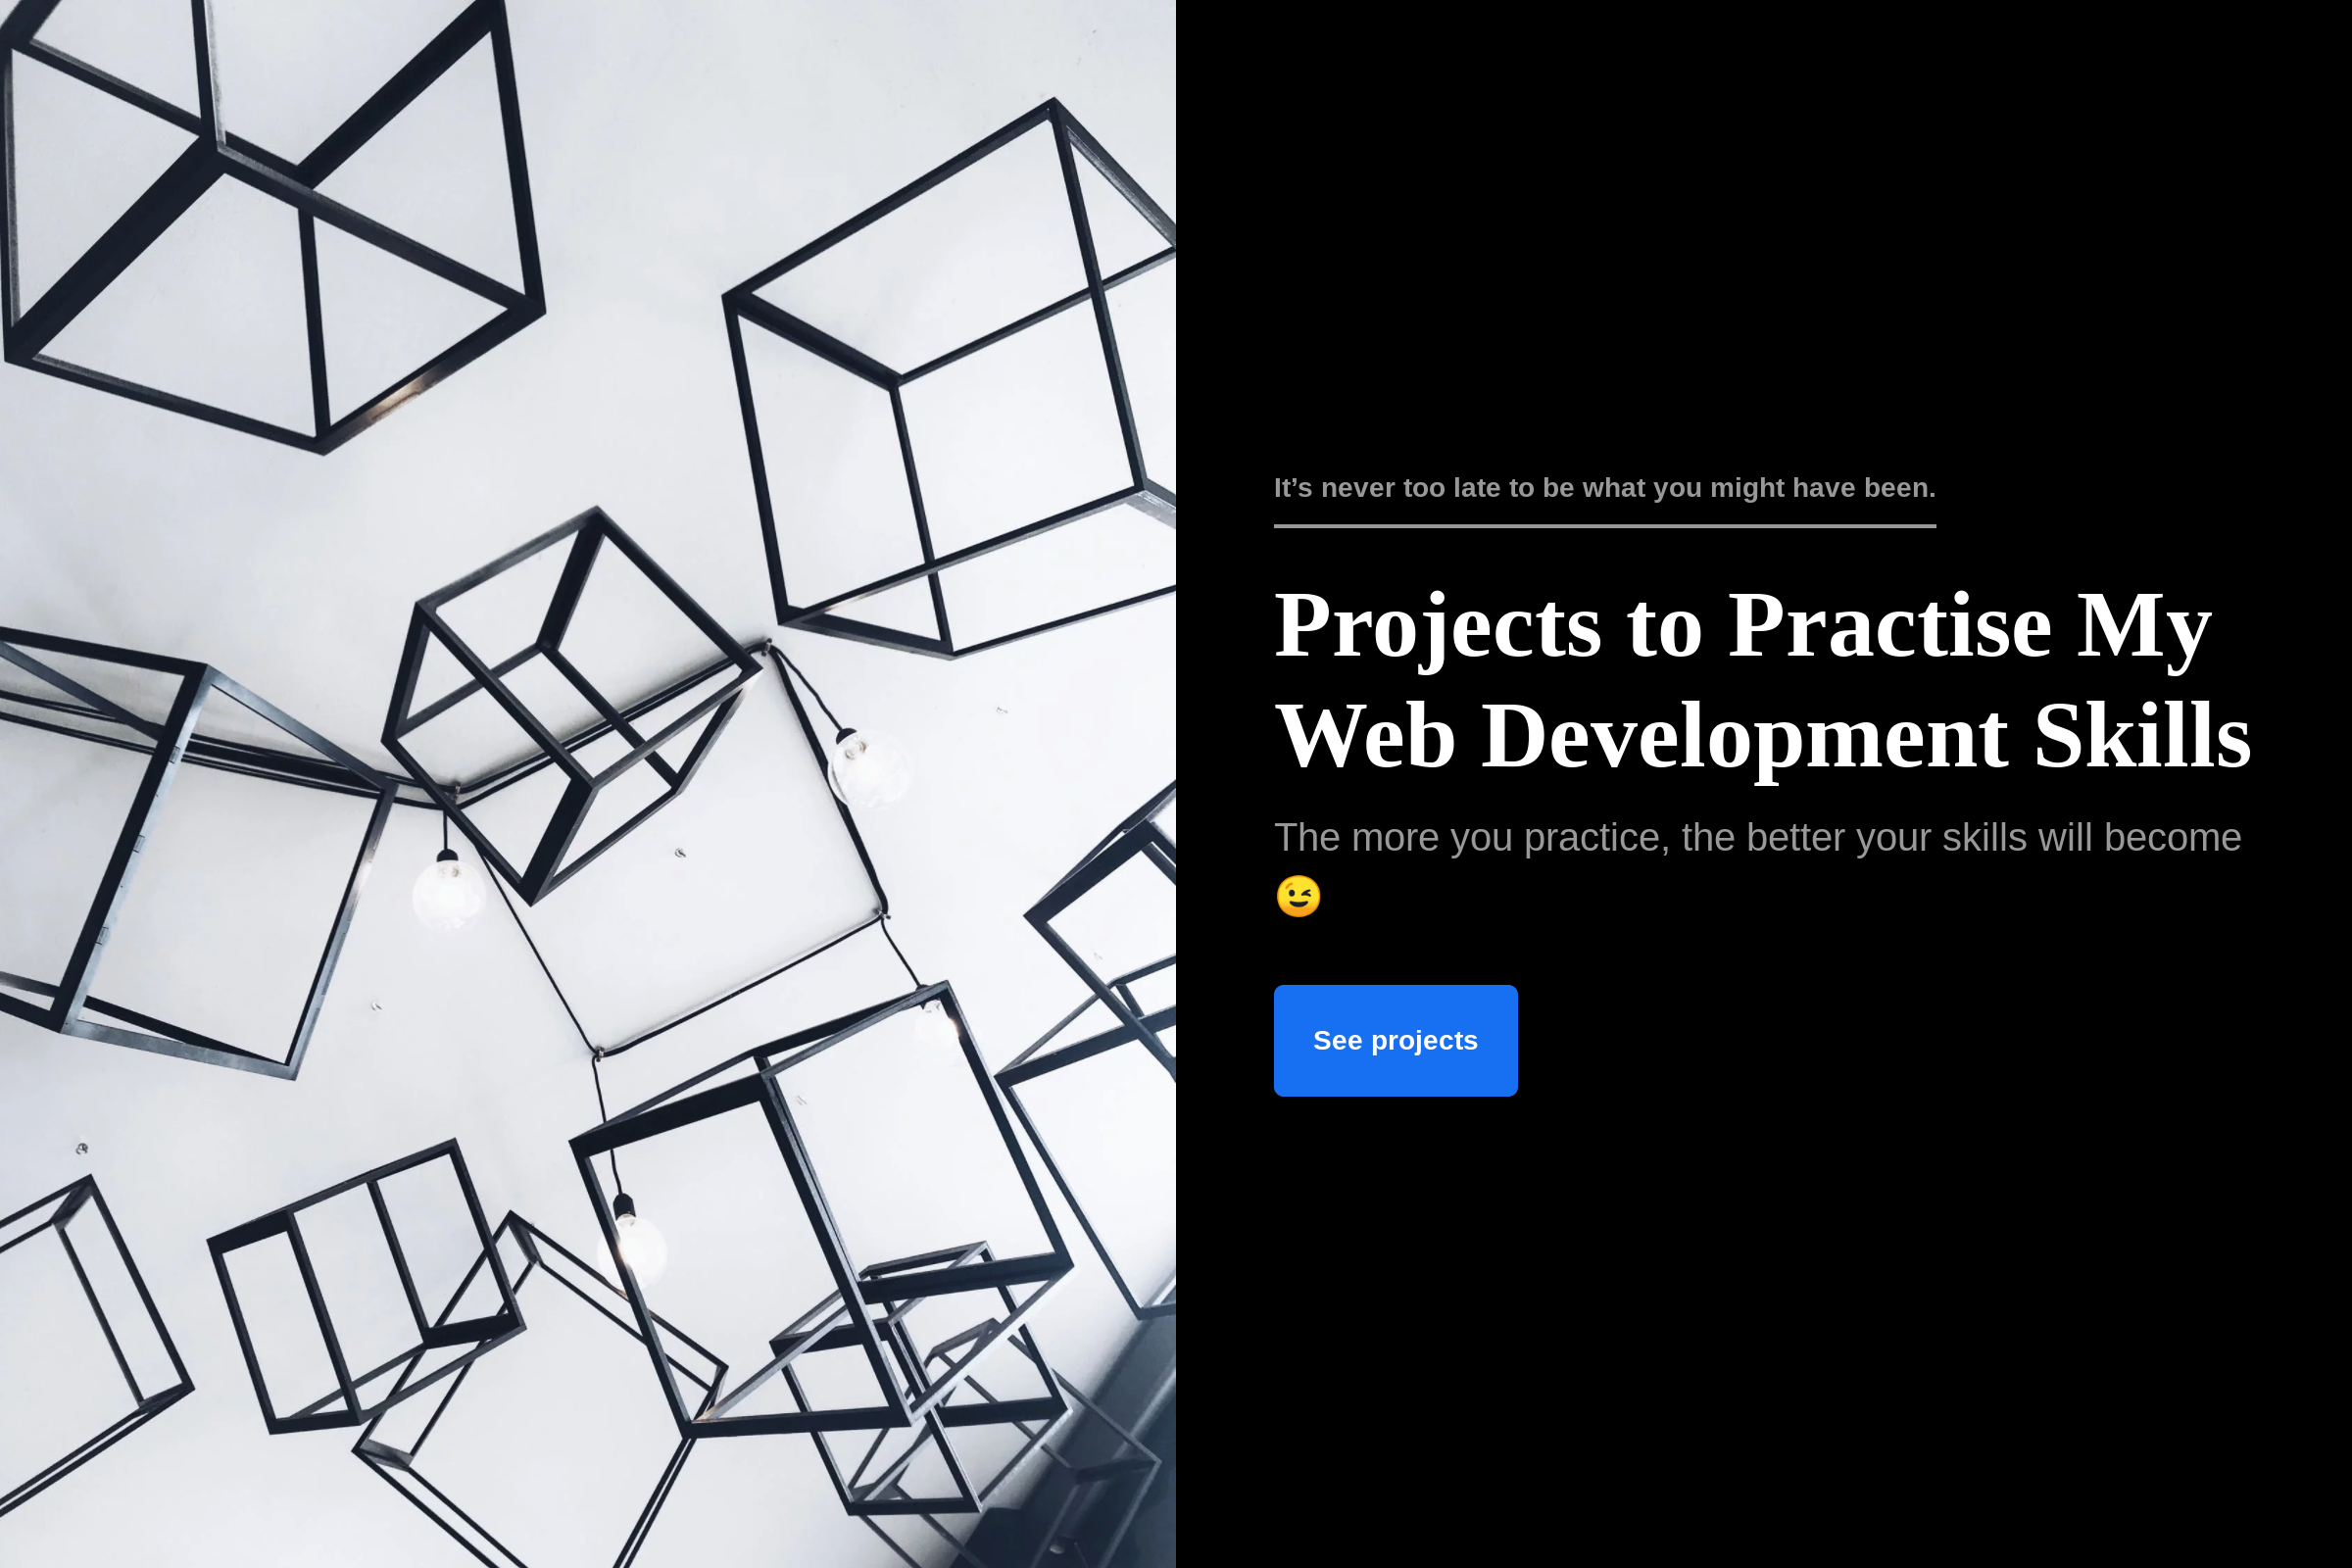 It’s never too late to be what you might have been.
Projects to Practise My
Web Development Skills
The more you practice, the better your skills will become
😉
See projects